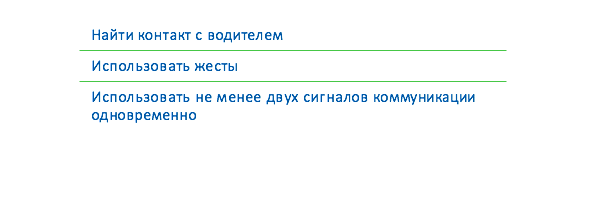 Найти контакт с водителем
Использовать жесты
Использовать не менее двух сигналов коммуникации
одновременно